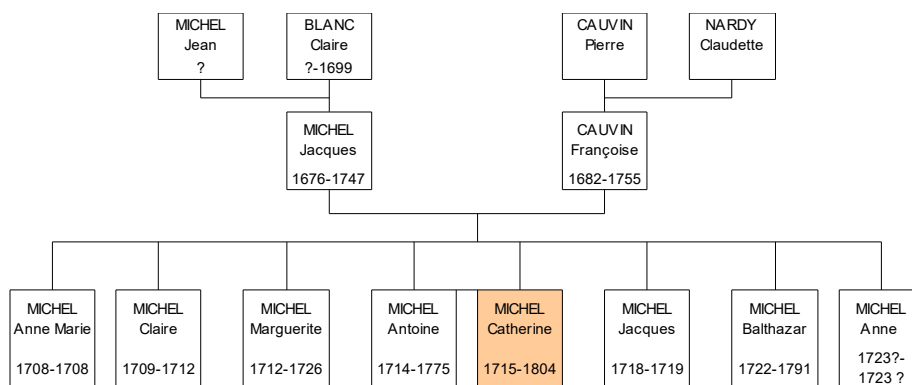 MICHEL
Jean
?
BLANC
Claire
?-1699
CAUVIN
Pierre
NARDY
Claudette
MICHEL
Jacques
1676-1747
CAUVIN
Françoise
1682-1755
MICHEL
Anne Marie
1708-1708
MICHEL
Claire
1709-1712
MICHEL
Marguerite
1712-1726
MICHEL
Antoine
1714-1775
MICHEL
Catherine
1715-1804
MICHEL
Jacques
1718-1719
MICHEL
Balthazar
1722-1791
MICHEL
Anne
1723?-
1723 ?